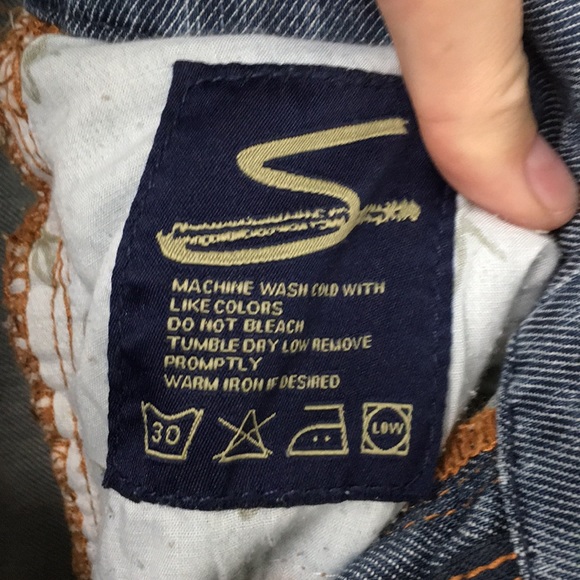 S
MACHINE WASH COLD WITH
LIKE COLORS
DO NOT BLEACH
TUMBLE DRY LOW REMOVE
PROMPTLY
WARM IRON IF DESIRED
30 LOW